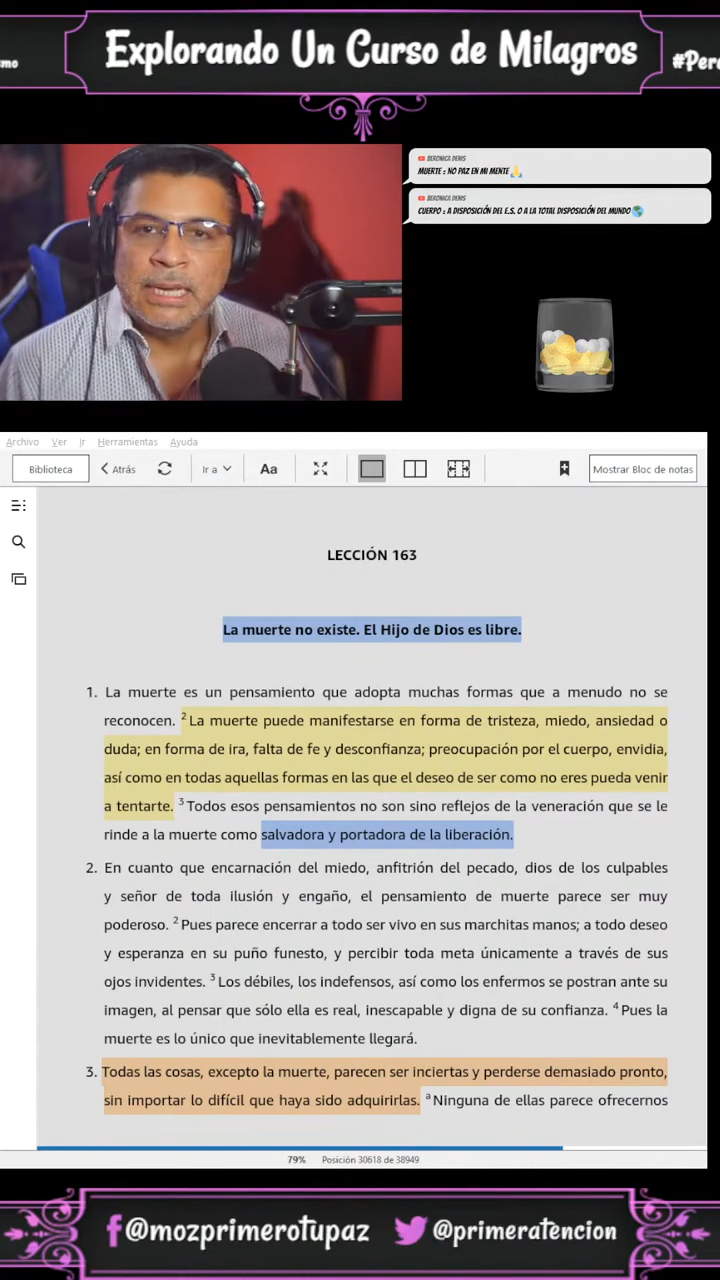 Explorando Un Curso de Milagros
smo
#Perd
BERONICA DENIS
MUERTE : NO PAZ EN MI MENTE 🙏
BERONICA DENIS
CUERPO : A DISPOSICIÓN DEL E.S. O A LA TOTAL DISPOSICIÓN DEL MUNDO 🌎
Archivo Ver Ir Herramientas Ayuda
Biblioteca Atrás Ir a Aa Mostrar Bloc de notas
LECCIÓN 163
La muerte no existe. El Hijo de Dios es libre.
1. La muerte es un pensamiento que adopta muchas formas que a menudo no se
reconocen. ²La muerte puede manifestarse en forma de tristeza, miedo, ansiedad o
duda; en forma de ira, falta de fe y desconfianza; preocupación por el cuerpo, envidia,
así como en todas aquellas formas en las que el deseo de ser como no eres pueda venir
a tentarte. ³Todos esos pensamientos no son sino reflejos de la veneración que se le
rinde a la muerte como salvadora y portadora de la liberación.
2. En cuanto que encarnación del miedo, anfitrión del pecado, dios de los culpables
y señor de toda ilusión y engaño, el pensamiento de muerte parece ser muy
poderoso. ²Pues parece encerrar a todo ser vivo en sus marchitas manos; a todo deseo
y esperanza en su puño funesto, y percibir toda meta únicamente a través de sus
ojos invidentes. ³Los débiles, los indefensos, así como los enfermos se postran ante su
imagen, al pensar que sólo ella es real, inescapable y digna de su confianza. ⁴Pues la
muerte es lo único que inevitablemente llegará.
3. Todas las cosas, excepto la muerte, parecen ser inciertas y perderse demasiado pronto,
sin importar lo difícil que haya sido adquirirlas. ªNinguna de ellas parece ofrecernos
79% Posición 30618 de 38949
f@mozprimerotupaz @primeratencion